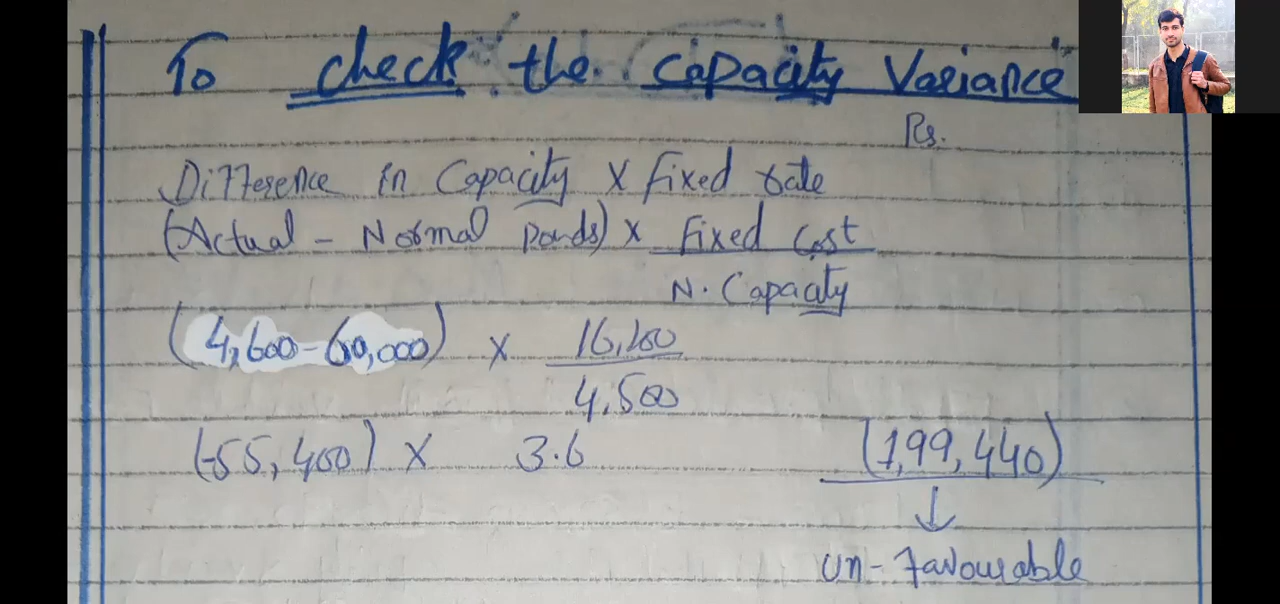 To check the Capacity Variance
Rs.
Difference in Capacity X Fixed rate
(Actual - Normal Pounds) X Fixed Cost
N. Capacity
(4,600-60,000) X 16,200
4,500
(-55,400) X 3.6 (1,99,440)
↓
un-favourable